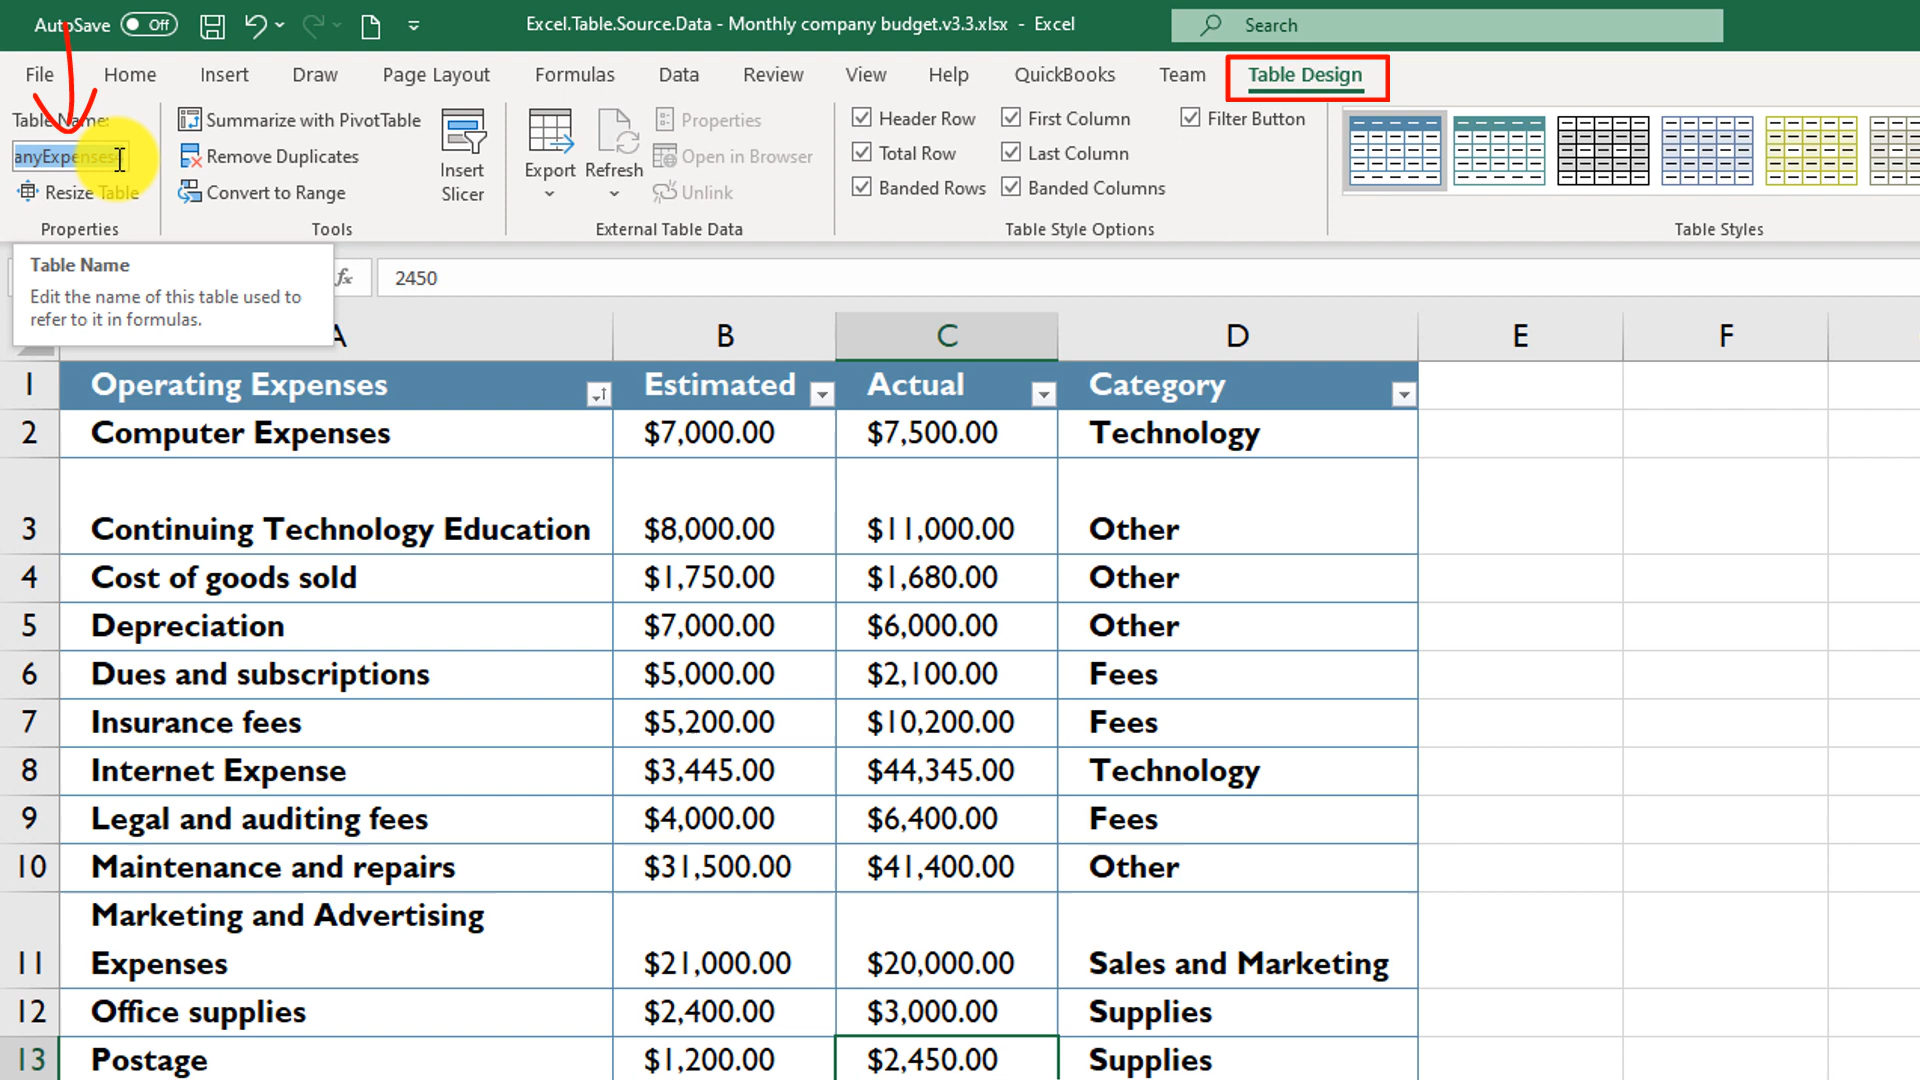 AutoSave Off Excel.Table.Source.Data - Monthly company budget.v3.3.xlsx - Excel Search
File Home Insert Draw Page Layout Formulas Data Review View Help QuickBooks Team Table Design
Table Name:
anyExpenses
Resize Table
Properties
Summarize with PivotTable
Remove Duplicates
Convert to Range
Insert
Slicer
Tools
Export
Refresh
Properties
Open in Browser
Unlink
External Table Data
Header Row First Column Filter Button
Total Row Last Column
Banded Rows Banded Columns
Table Style Options
Table Styles
Table Name
Edit the name of this table used to
refer to it in formulas.
fx 2450
A B C D E F
1 Operating Expenses Estimated Actual Category
2 Computer Expenses $7,000.00 $7,500.00 Technology
3 Continuing Technology Education $8,000.00 $11,000.00 Other
4 Cost of goods sold $1,750.00 $1,680.00 Other
5 Depreciation $7,000.00 $6,000.00 Other
6 Dues and subscriptions $5,000.00 $2,100.00 Fees
7 Insurance fees $5,200.00 $10,200.00 Fees
8 Internet Expense $3,445.00 $44,345.00 Technology
9 Legal and auditing fees $4,000.00 $6,400.00 Fees
10 Maintenance and repairs $31,500.00 $41,400.00 Other
Marketing and Advertising
11 Expenses $21,000.00 $20,000.00 Sales and Marketing
12 Office supplies $2,400.00 $3,000.00 Supplies
13 Postage $1,200.00 $2,450.00 Supplies